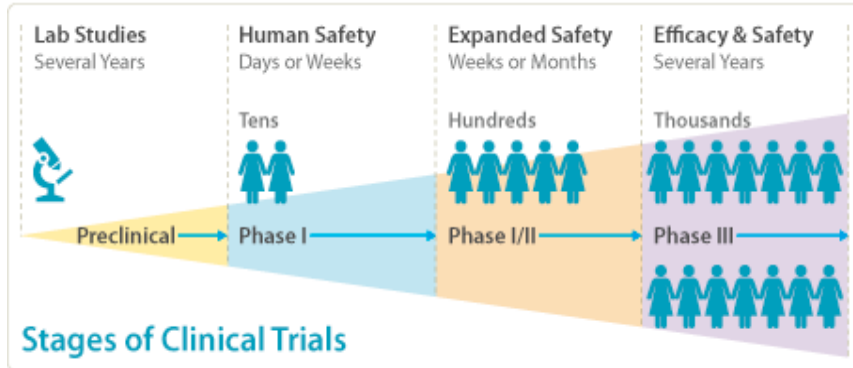 Lab Studies
Several Years
Human Safety
Days or Weeks
Expanded Safety
Weeks or Months
Efficacy & Safety
Several Years
Tens
Hundreds
Thousands
Preclinical
Phase I
Phase I/II
Phase III
Stages of Clinical Trials